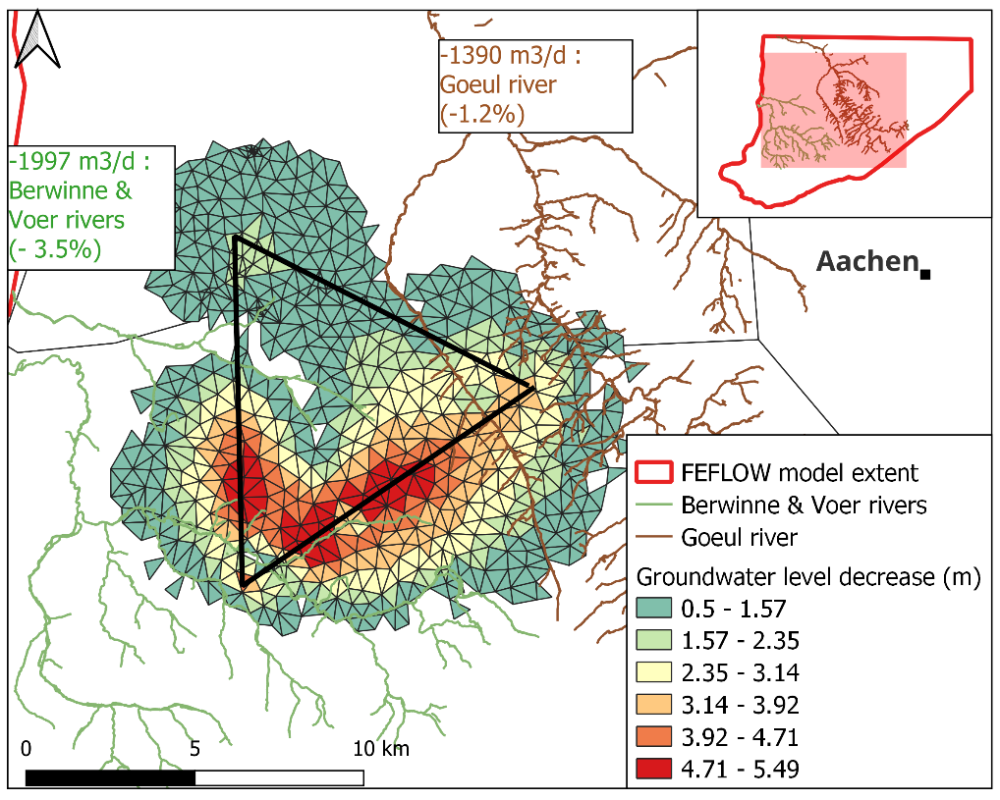 -1390 m3/d :
Goeul river
(-1.2%)
-1997 m3/d :
Berwinne &
Voer rivers
(- 3.5%)
Aachen
FEFLOW model extent
Berwinne & Voer rivers
Goeul river
Groundwater level decrease (m)
0.5 - 1.57
1.57 - 2.35
2.35 - 3.14
3.14 - 3.92
3.92 - 4.71
4.71 - 5.49
0 5 10 km